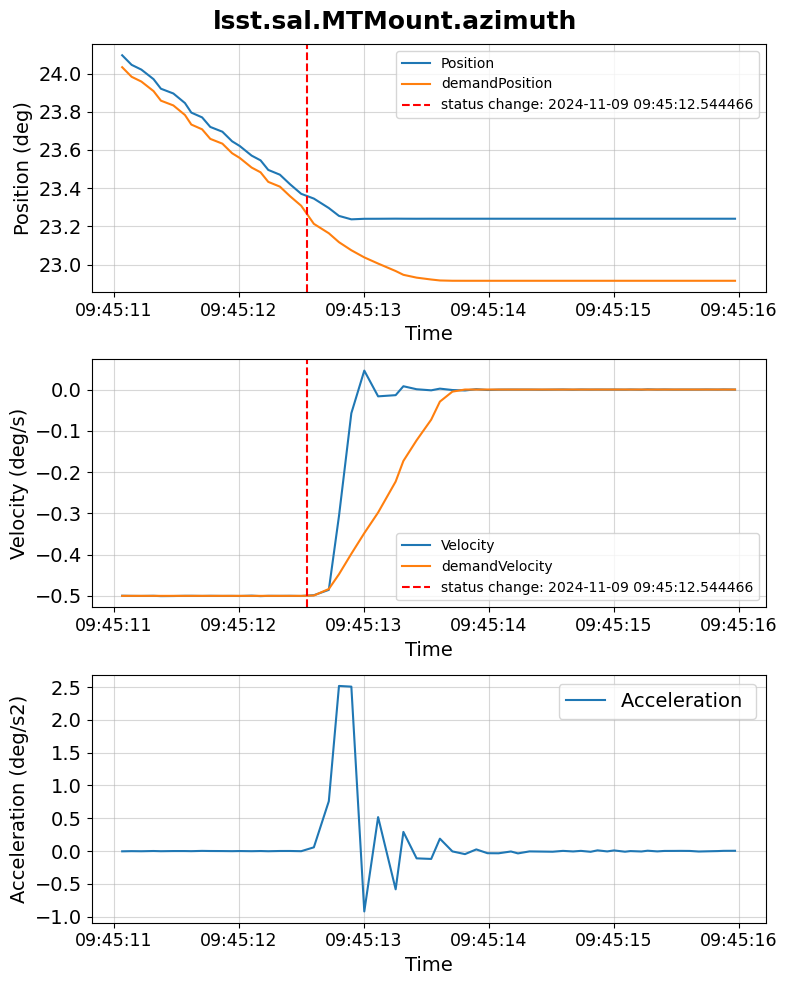 lsst.sal.MTMount.azimuth
Position (deg)
24.0
23.8
23.6
23.4
23.2
23.0
Position
demandPosition
status change: 2024-11-09 09:45:12.544466
09:45:11 09:45:12 09:45:13 09:45:14 09:45:15 09:45:16
Time
Velocity (deg/s)
0.0
−0.1
−0.2
−0.3
−0.4
−0.5
Velocity
demandVelocity
status change: 2024-11-09 09:45:12.544466
09:45:11 09:45:12 09:45:13 09:45:14 09:45:15 09:45:16
Time
Acceleration (deg/s2)
2.5
2.0
1.5
1.0
0.5
0.0
−0.5
−1.0
Acceleration
09:45:11 09:45:12 09:45:13 09:45:14 09:45:15 09:45:16
Time